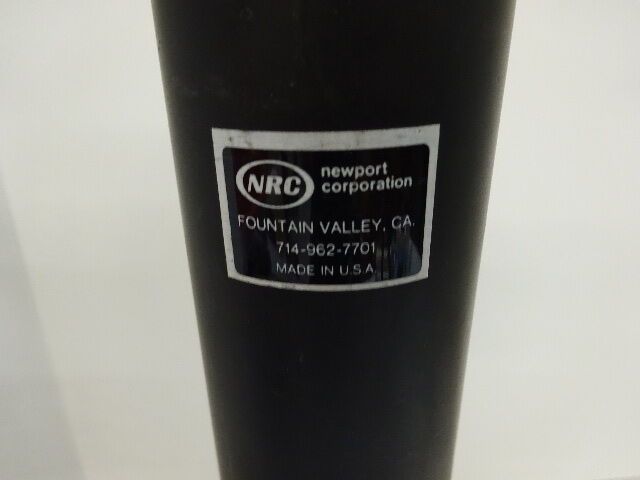 NRC
newport
corporation
FOUNTAIN VALLEY, CA.
714-962-7701
MADE IN U.S.A